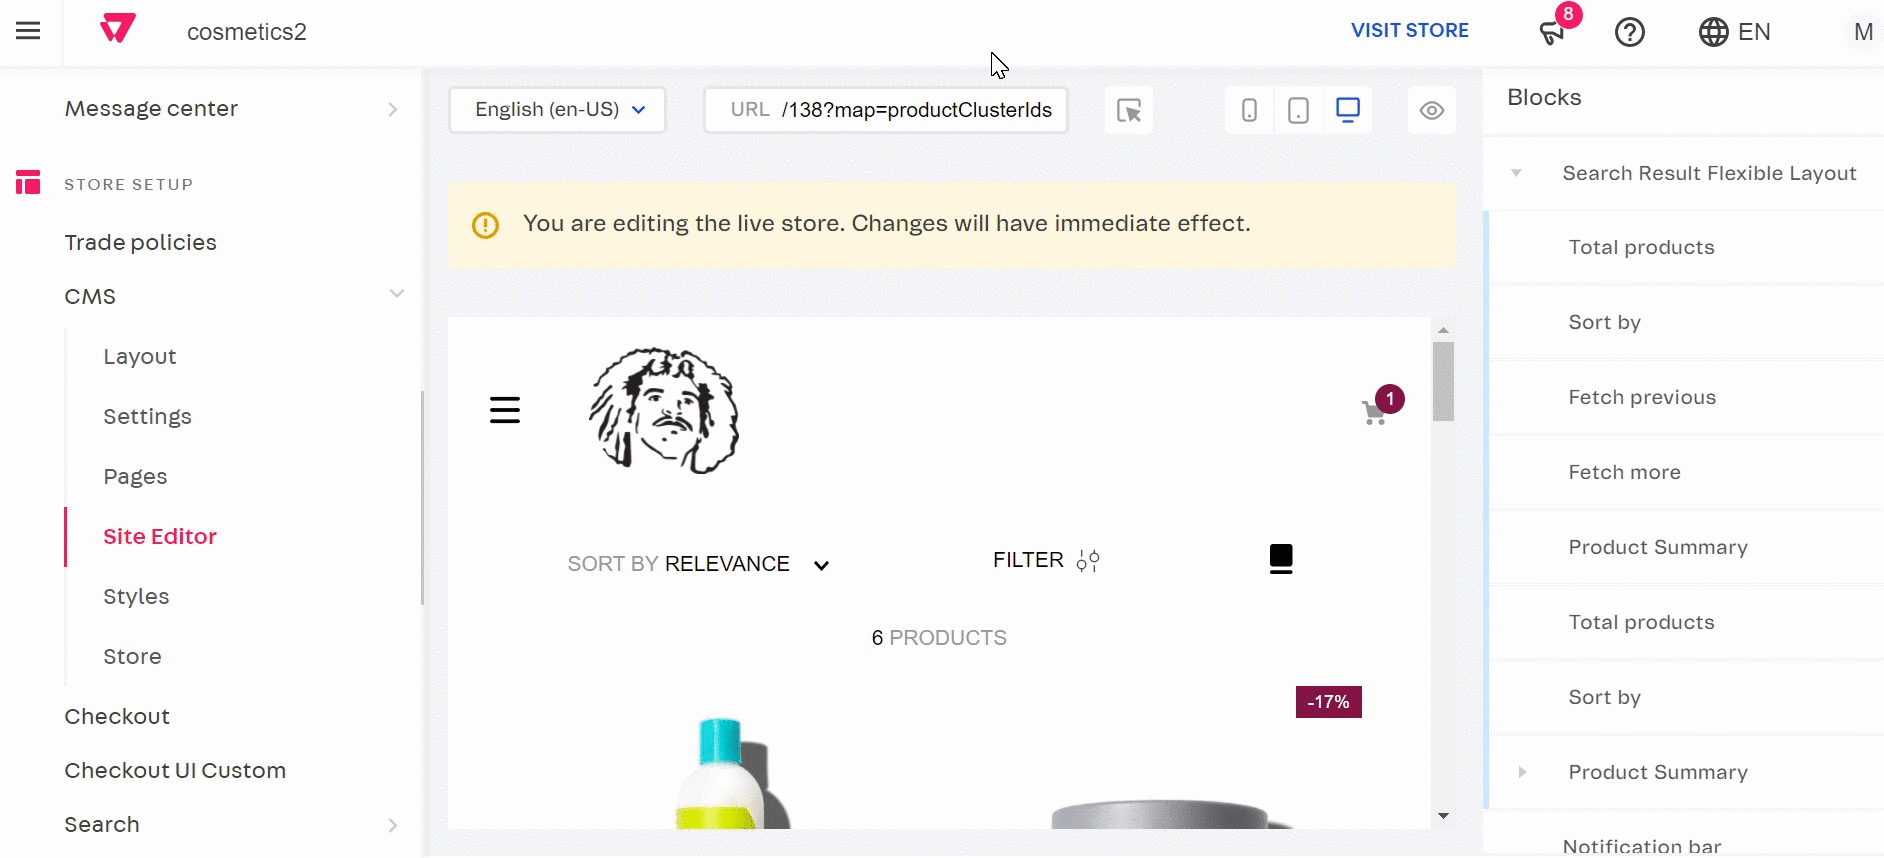 cosmetics2
VISIT STORE
8
EN
M
Message center
STORE SETUP
Trade policies
CMS
Layout
Settings
Pages
Site Editor
Styles
Store
Checkout
Checkout UI Custom
Search
English (en-US)
URL /138?map=productClusterIds
You are editing the live store. Changes will have immediate effect.
1
SORT BY RELEVANCE
FILTER
6 PRODUCTS
-17%
Blocks
Search Result Flexible Layout
Total products
Sort by
Fetch previous
Fetch more
Product Summary
Total products
Sort by
Product Summary
Notification bar